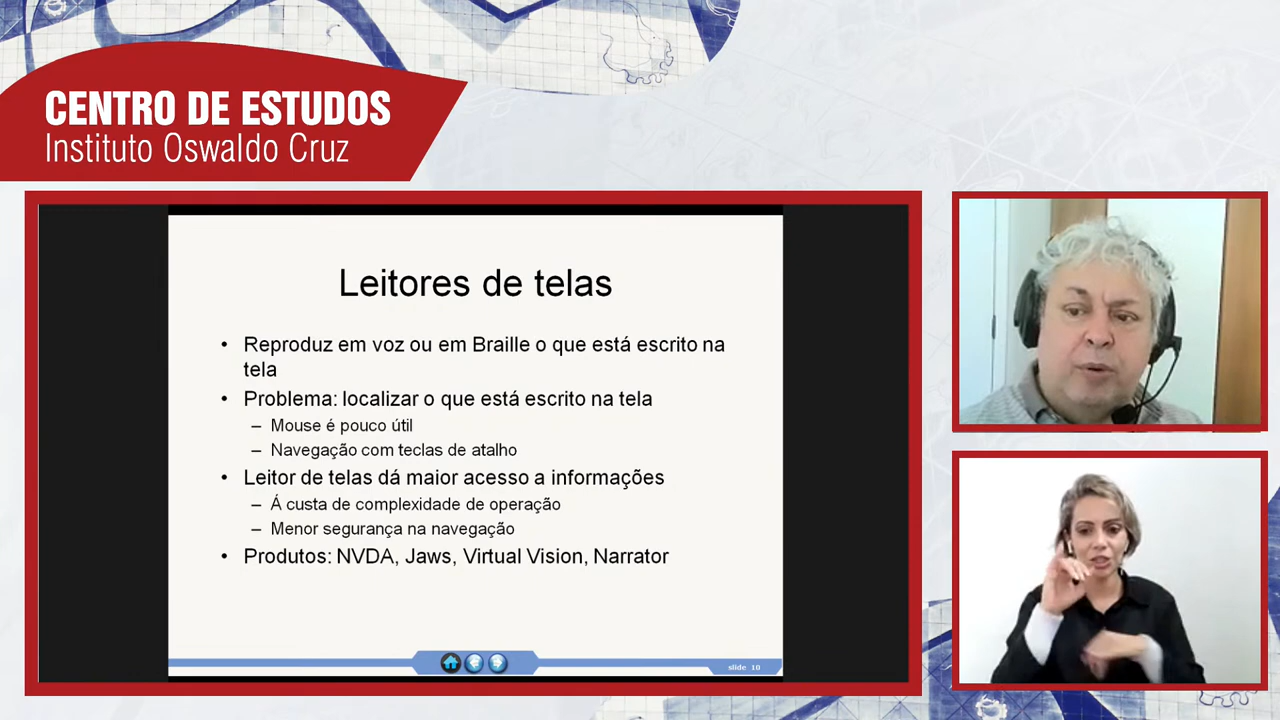 CENTRO DE ESTUDOS
Instituto Oswaldo Cruz
Leitores de telas
• Reproduz em voz ou em Braille o que está escrito na
tela
• Problema: localizar o que está escrito na tela
– Mouse é pouco útil
– Navegação com teclas de atalho
• Leitor de telas dá maior acesso a informações
– Á custa de complexidade de operação
– Menor segurança na navegação
• Produtos: NVDA, Jaws, Virtual Vision, Narrator
slide 10